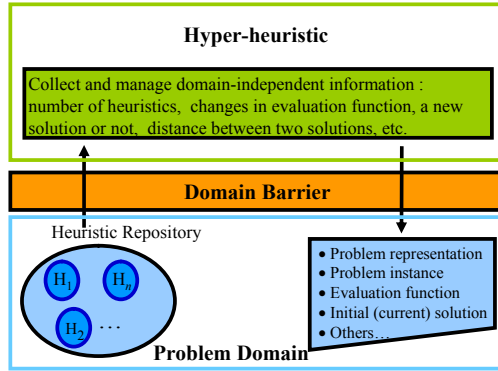 Hyper-heuristic
Collect and manage domain-independent information :
number of heuristics, changes in evaluation function, a new
solution or not, distance between two solutions, etc.
Domain Barrier
Heuristic Repository
H1
Hn
H2 ...
• Problem representation
• Problem instance
• Evaluation function
• Initial (current) solution
• Others...
Problem Domain